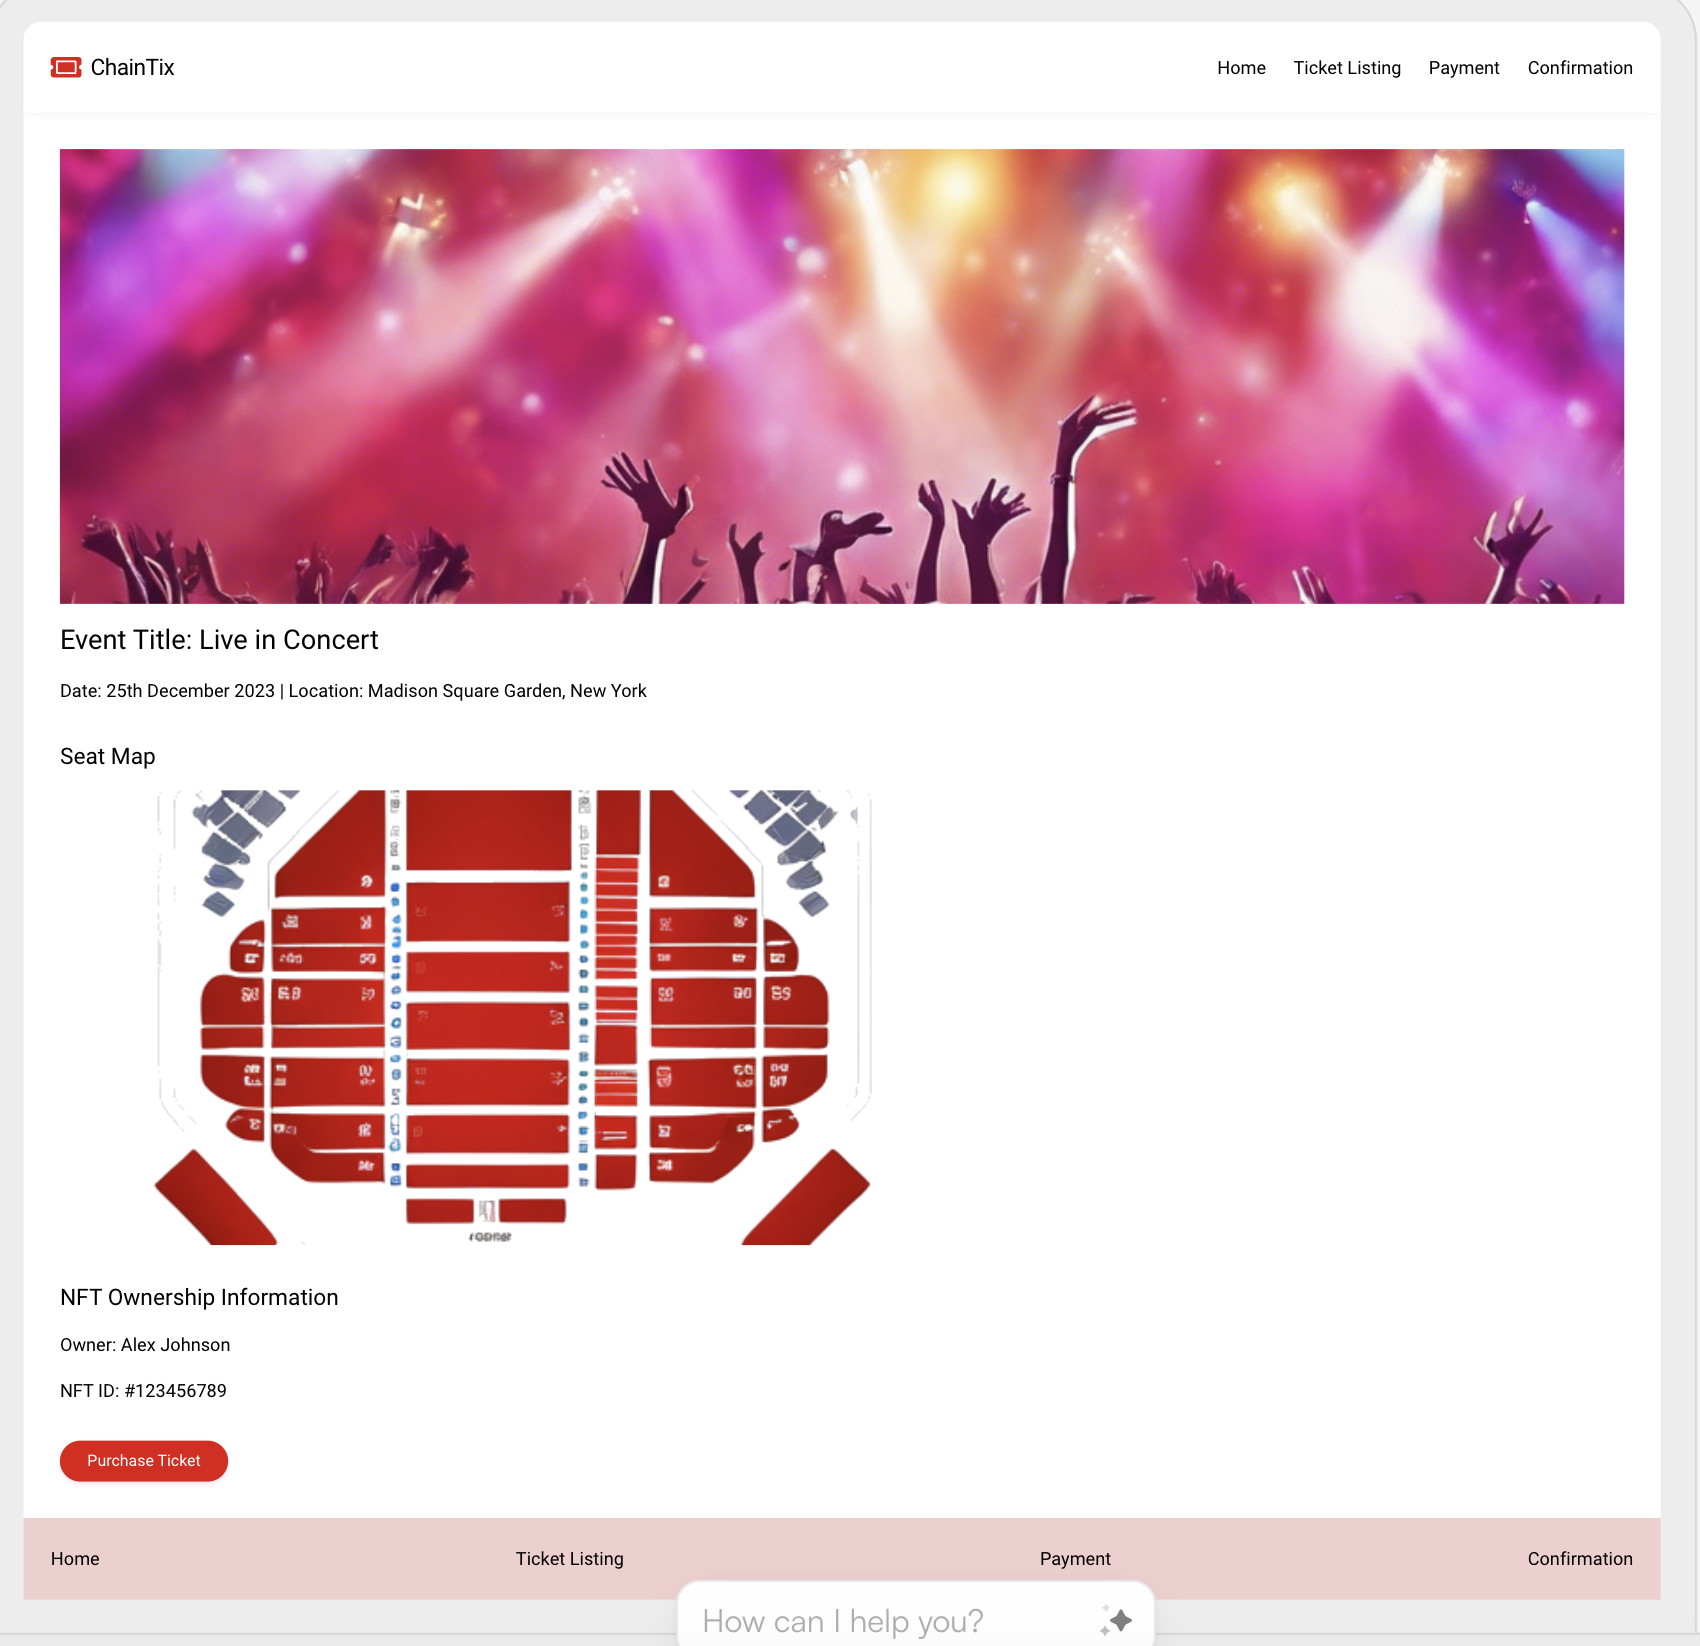 ChainTix
Home Ticket Listing Payment Confirmation
Event Title: Live in Concert
Date: 25th December 2023 | Location: Madison Square Garden, New York
Seat Map
NFT Ownership Information
Owner: Alex Johnson
NFT ID: #123456789
Purchase Ticket
Home Ticket Listing Payment Confirmation
How can I help you?